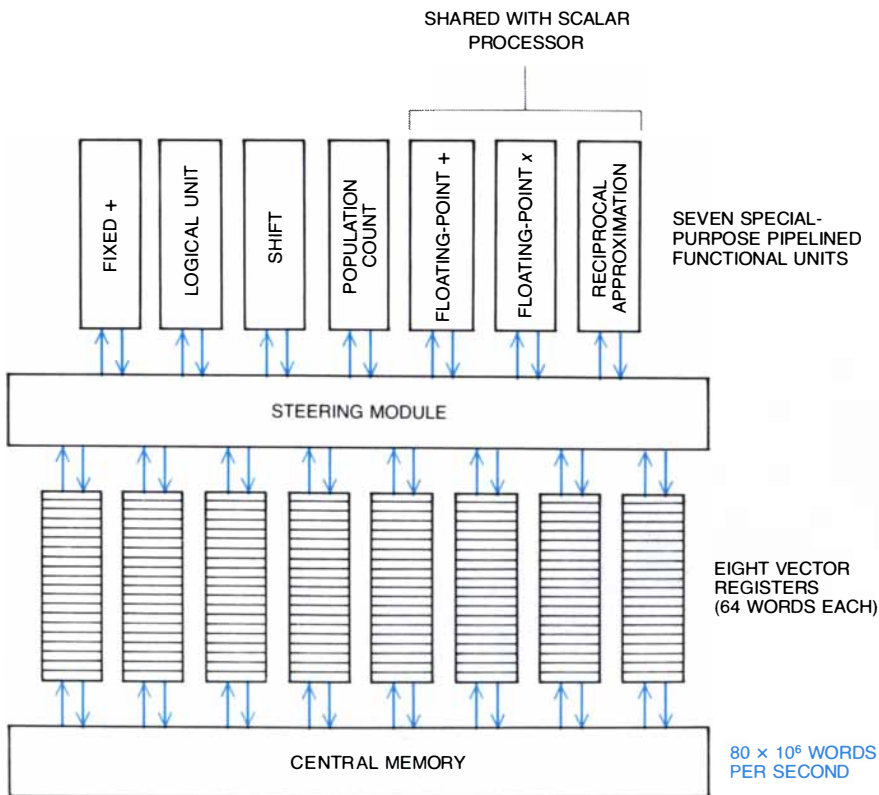 SHARED WITH SCALAR
PROCESSOR
FIXED +
LOGICAL UNIT
SHIFT
POPULATION
COUNT
FLOATING-POINT +
FLOATING-POINT x
RECIPROCAL
APPROXIMATION
SEVEN SPECIAL-
PURPOSE PIPELINED
FUNCTIONAL UNITS
STEERING MODULE
EIGHT VECTOR
REGISTERS
(64 WORDS EACH)
CENTRAL MEMORY
80 × 10⁶ WORDS
PER SECOND